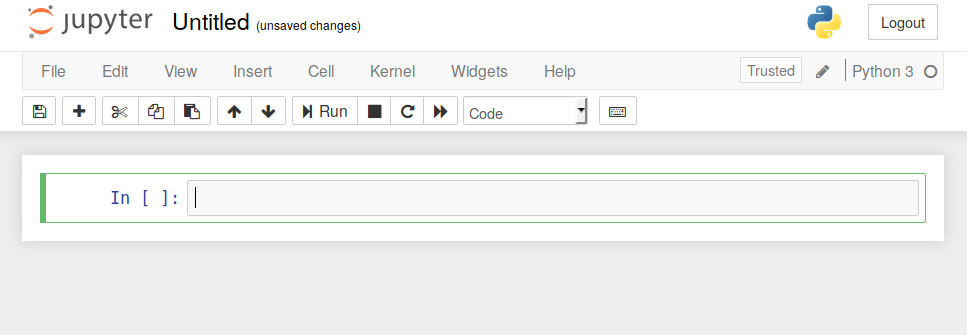 jupyter Untitled (unsaved changes) Logout
File Edit View Insert Cell Kernel Widgets Help Trusted Python 3
Run Code
In [ ]: